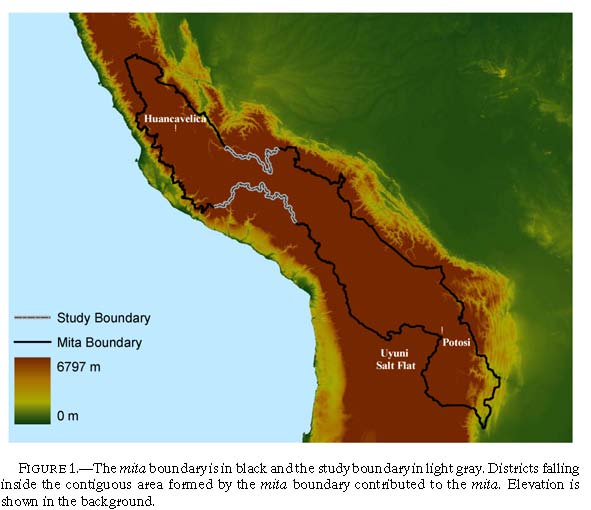 Huancavelica
Potosi
Uyuni
Salt Flat
Study Boundary
Mita Boundary
6797 m
0 m
FIGURE 1.—The mita boundary is in black and the study boundary in light gray. Districts falling
inside the contiguous area formed by the mita boundary contributed to the mita. Elevation is
shown in the background.